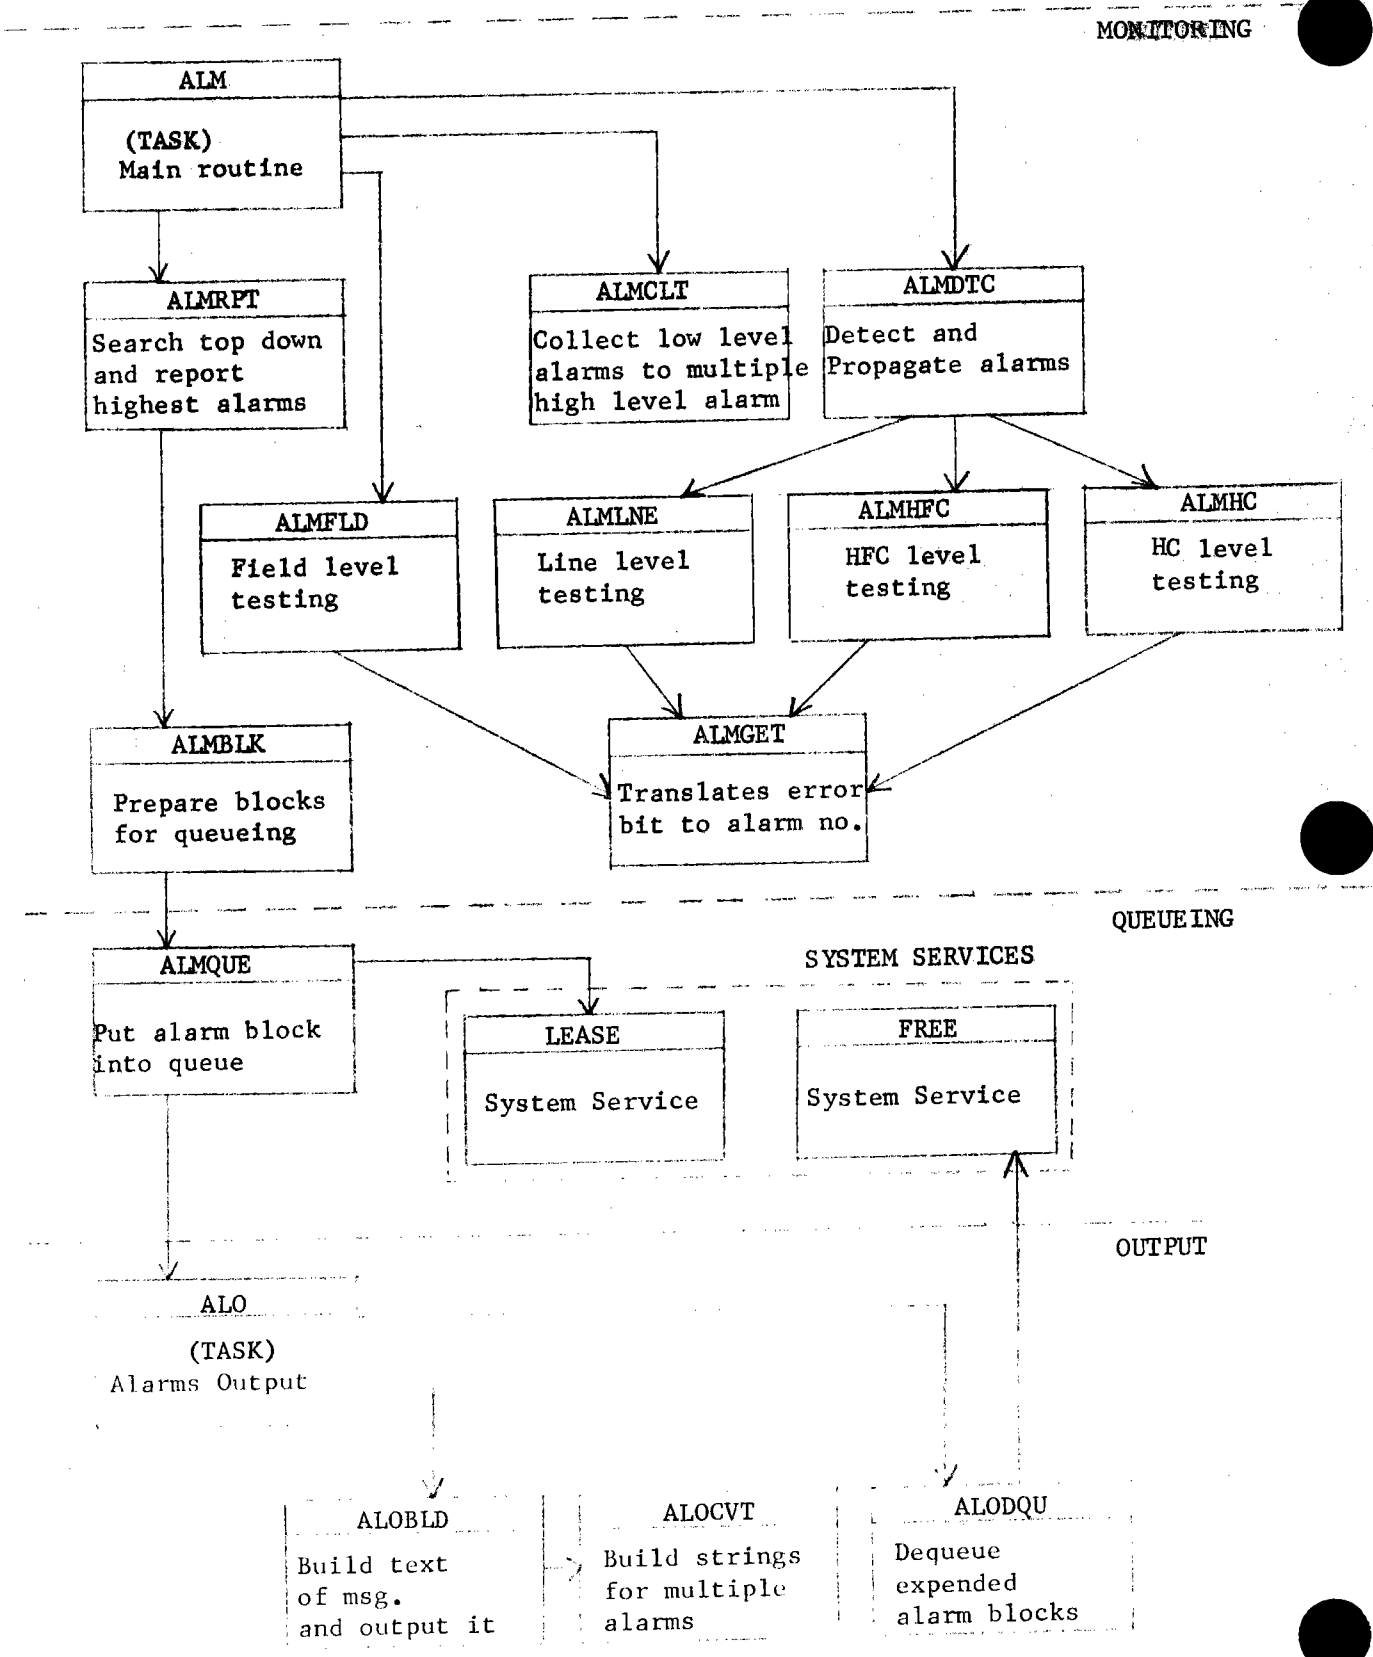 MONITORING
ALM
(TASK)
Main routine
ALMRPT
Search top down
and report
highest alarms
ALMCLT
Collect low level
alarms to multiple
high level alarm
ALMDTC
Detect and
Propagate alarms
ALMFLD
Field level
testing
ALMLNE
Line level
testing
ALMHFC
HFC level
testing
ALMHC
HC level
testing
ALMBLK
Prepare blocks
for queueing
ALMGET
Translates error
bit to alarm no.
QUEUEING
ALMQUE
Put alarm block
into queue
SYSTEM SERVICES
LEASE
System Service
FREE
System Service
OUTPUT
ALO
(TASK)
Alarms Output
ALOBLD
Build text
of msg.
and output it
ALOCVT
Build strings
for multiple
alarms
ALODQU
Dequeue
expended
alarm blocks